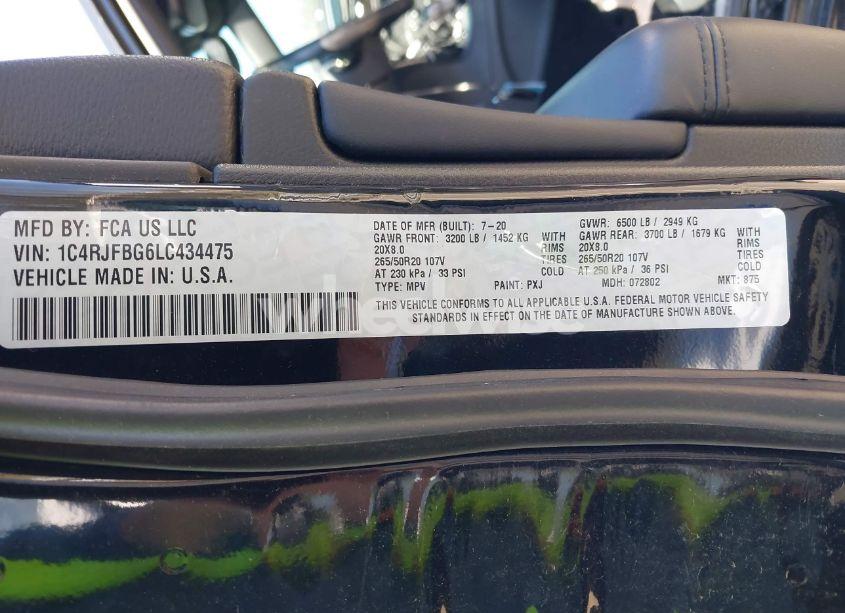 MFD BY: FCA US LLC
VIN: 1C4RJFBG6LC434475
VEHICLE MADE IN: U.S.A.
DATE OF MFR (BUILT): 7-20
GAWR FRONT: 3200 LB / 1452 KG WITH
20X8.0 RIMS
265/50R20 107V TIRES
AT 230 kPa / 33 PSI COLD
TYPE: MPV PAINT: PXJ
GVWR: 6500 LB / 2949 KG
GAWR REAR: 3700 LB / 1679 KG WITH
20X8.0 RIMS
265/50R20 107V TIRES
AT 250 kPa / 36 PSI COLD
MDH: 072802 MKT: 875
THIS VEHICLE CONFORMS TO ALL APPLICABLE U.S.A. FEDERAL MOTOR VEHICLE SAFETY
STANDARDS IN EFFECT ON THE DATE OF MANUFACTURE SHOWN ABOVE.
wheelwise